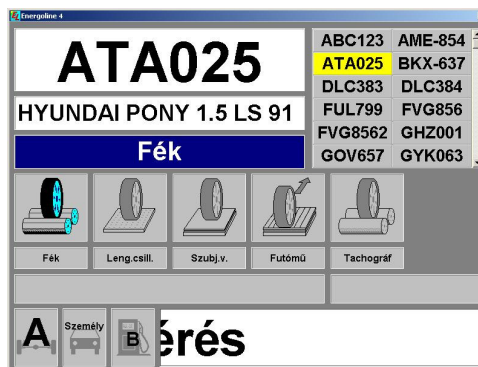 Energoline 4
ATA025
HYUNDAI PONY 1.5 LS 91
Fék
ABC123 AME-854
ATA025 BKX-637
DLC383 DLC384
FUL799 FVG856
FVG8562 GHZ001
GOV657 GYK063
Fék Leng.csill. Szubj.v. Futómű Tachográf
A Személy B érés